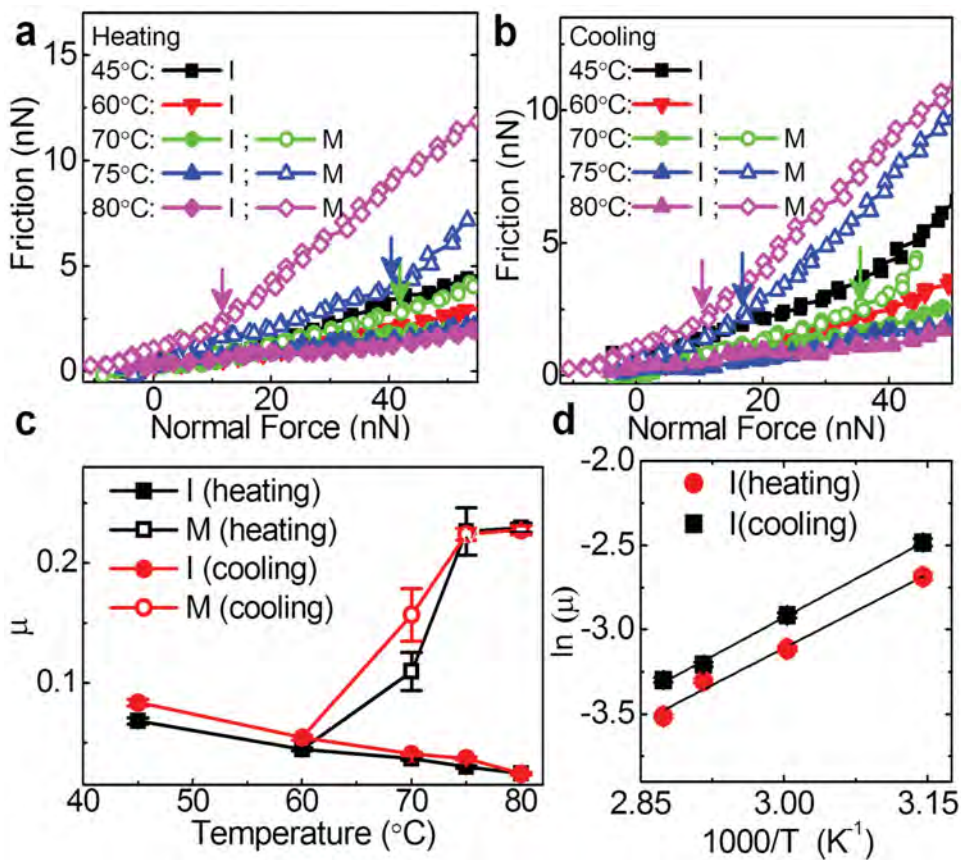 a
Heating
45°C: I
60°C: I
70°C: I ; M
75°C: I ; M
80°C: I ; M
15
10
5
0
Friction (nN)
0 20 40
Normal Force (nN)
b
Cooling
45°C: I
60°C: I
70°C: I ; M
75°C: I ; M
80°C: I ; M
10
5
0
Friction (nN)
0 20 40
Normal Force (nN)
c
I (heating)
M (heating)
I (cooling)
M (cooling)
0.2
0.1
μ
40 50 60 70 80
Temperature (°C)
d
I(heating)
I(cooling)
-2.0
-2.5
-3.0
-3.5
ln (μ)
2.85 3.00 3.15
1000/T (K⁻¹)